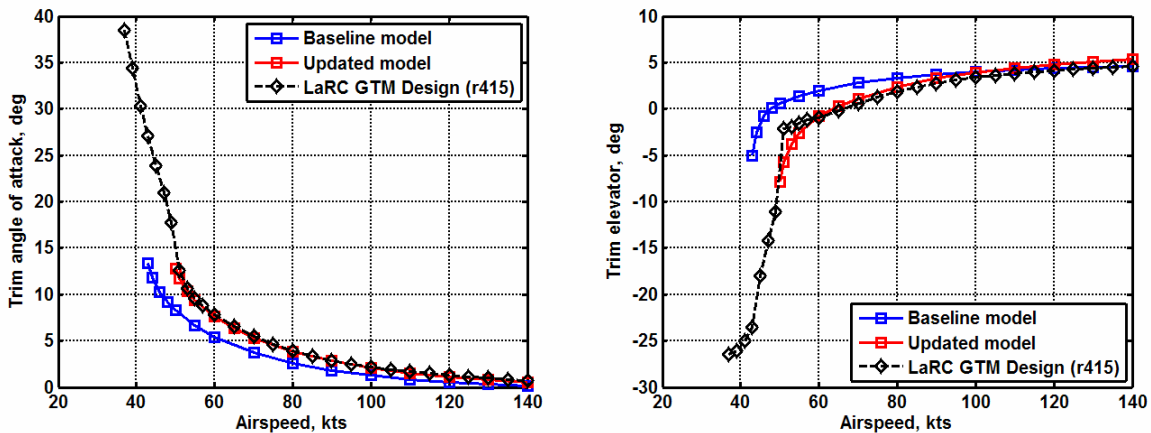 40
35
30
25
20
15
10
5
0
Trim angle of attack, deg
Baseline model
Updated model
LaRC GTM Design (r415)
20 40 60 80 100 120 140
Airspeed, kts
10
5
0
-5
-10
-15
-20
-25
-30
Trim elevator, deg
Baseline model
Updated model
LaRC GTM Design (r415)
20 40 60 80 100 120 140
Airspeed, kts